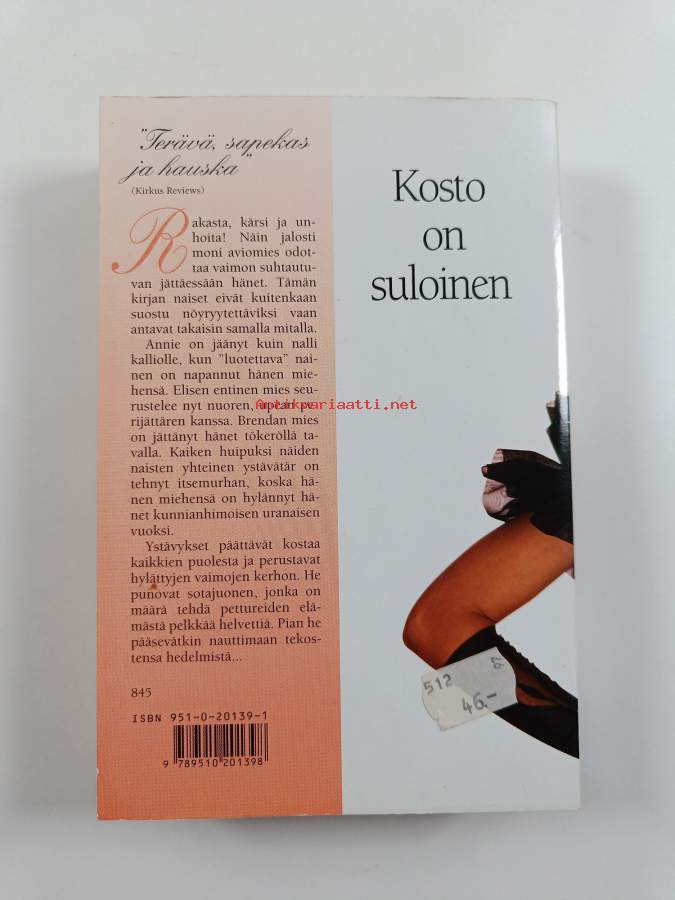 "Terävä, sapekas
ja hauska"
(Kirkus Reviews)
Rakasta, kärsi ja un-
hoita! Näin jalosti
moni aviomies odot-
taa vaimon suhtautu-
van jättäessään hänet. Tämän
kirjan naiset eivät kuitenkaan
suostu nöyryytettäviksi vaan
antavat takaisin samalla mitalla.
Annie on jäänyt kuin nalli
kalliolle, kun "luotettava" nai-
nen on napannut hänen mie-
hensä. Elisen entinen mies seu-
rustelee nyt nuoren,
rijättären kanssa. Brendan mies
on jättänyt hänet tökeröllä ta-
valla. Kaiken huipuksi näiden
naisten yhteinen ystävätär on
tehnyt itsemurhan, koska hä-
nen miehensä on hylännyt hä-
net kunnianhimoisen uranaisen
vuoksi.
Ystävykset päättävät kostaa
kaikkien puolesta ja perustavat
hylättyjen vaimojen kerhon. He
punovat sotajuonen, jonka on
määrä tehdä pettureiden elä-
mästä pelkkää helvettiä. Pian he
pääsevätkin nauttimaan tekos-
tensa hedelmistä...
845
ISBN 951-0-20139-1
9 789510 201398
Kosto
on
suloinen
Antikvariaatti.net
512
46.-